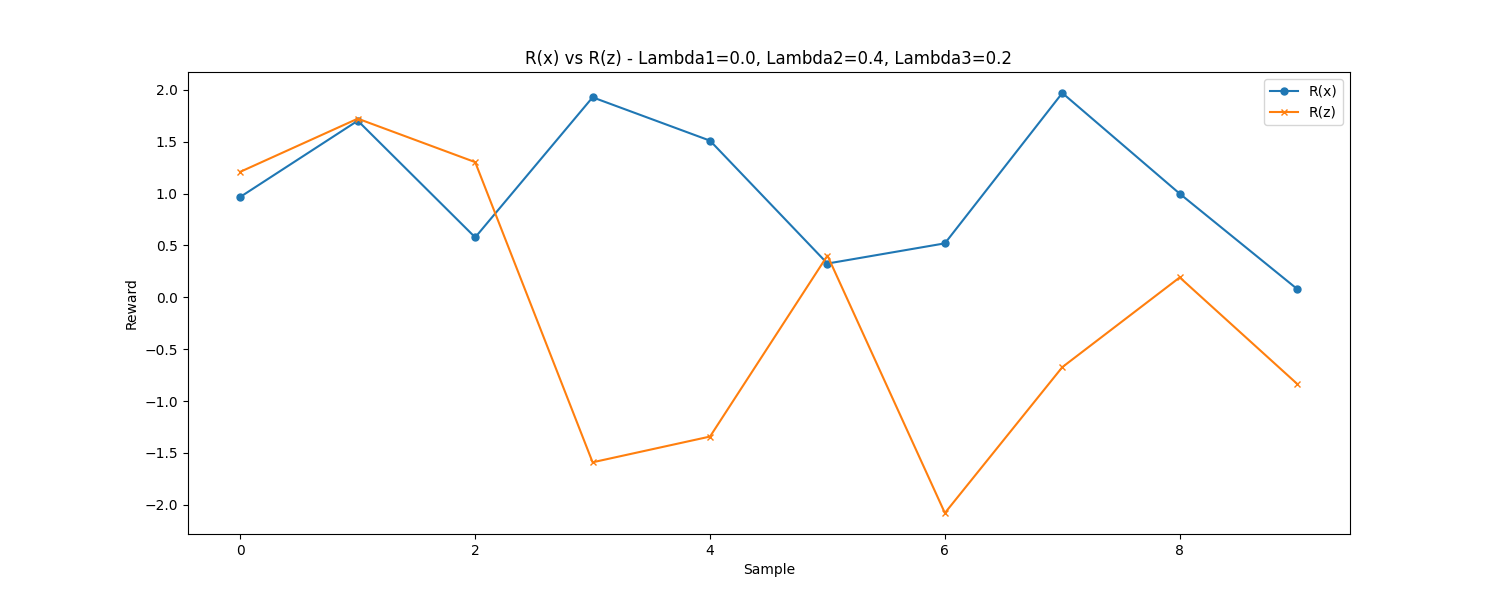 R(x) vs R(z) - Lambda1=0.0, Lambda2=0.4, Lambda3=0.2
R(x)
R(z)
2.0
1.5
1.0
0.5
0.0
−0.5
−1.0
−1.5
−2.0
Reward
0 2 4 6 8
Sample